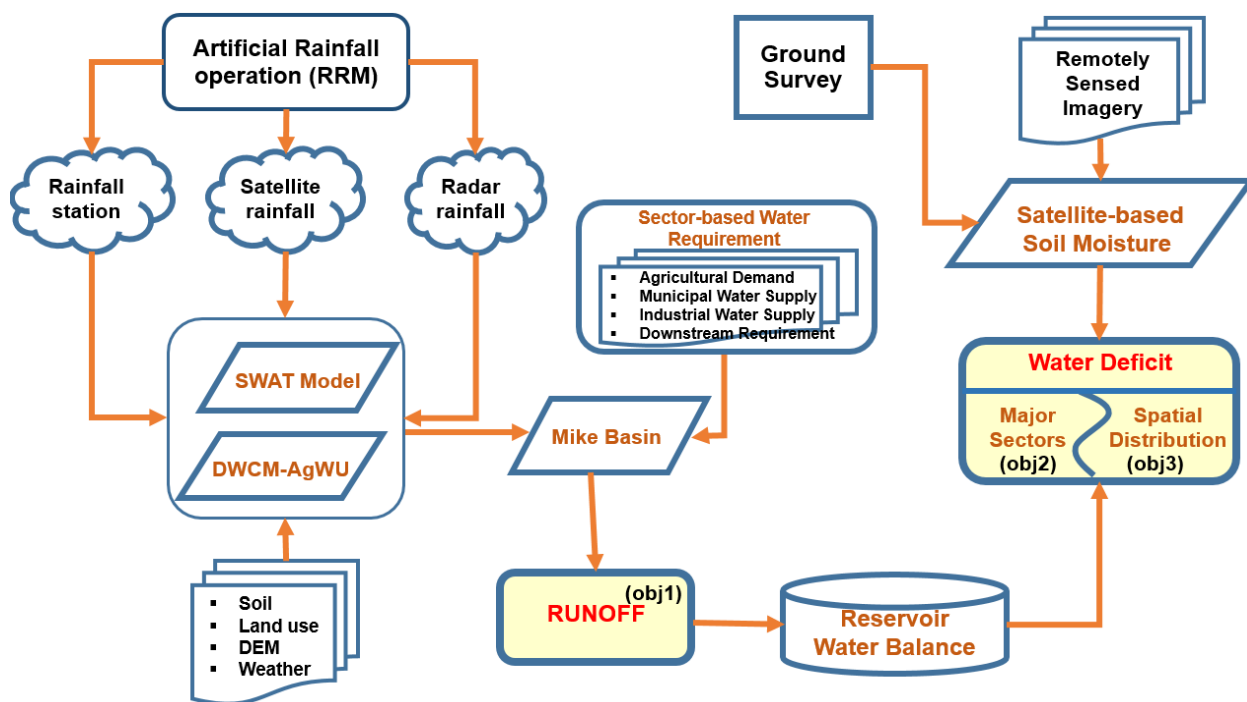 Artificial Rainfall
operation (RRM)
Ground
Survey
Remotely
Sensed
Imagery
Rainfall
station
Satellite
rainfall
Radar
rainfall
Sector-based Water
Requirement
▪ Agricultural Demand
▪ Municipal Water Supply
▪ Industrial Water Supply
▪ Downstream Requirement
Satellite-based
Soil Moisture
SWAT Model
DWCM-AgWU
Mike Basin
Water Deficit
Major
Sectors
(obj2)
Spatial
Distribution
(obj3)
▪ Soil
▪ Land use
▪ DEM
▪ Weather
(obj1)
RUNOFF
Reservoir
Water Balance